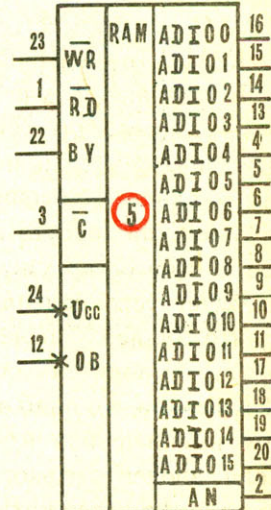 RAM
23 W̅R̅
1 R̅D̅
22 BY
3 C̅
24 Ucc
12 OB
5
ADIO0 16
ADIO1 15
ADIO2 14
ADIO3 13
ADIO4 4
ADIO5 5
ADIO6 6
ADIO7 7
ADIO8 8
ADIO9 9
ADIO10 10
ADIO11 11
ADIO12 17
ADIO13 18
ADIO14 19
ADIO15 20
AN 2